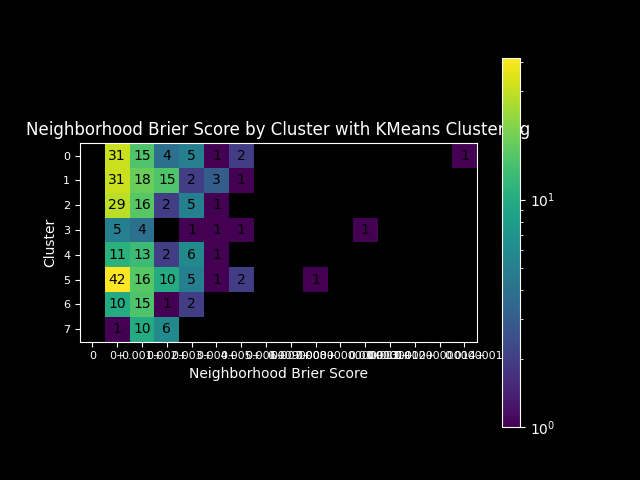 Neighborhood Brier Score by Cluster with KMeans Clustering
0 31 15 4 5 1 2 1
1 31 18 15 2 3 1
2 29 16 2 5 1
3 5 4 1 1 1 1
4 11 13 2 6 1
5 42 16 10 5 1 2 1
6 10 15 1 2
7 1 10 6
Cluster
0 0+
Neighborhood Brier Score
10¹
10⁰